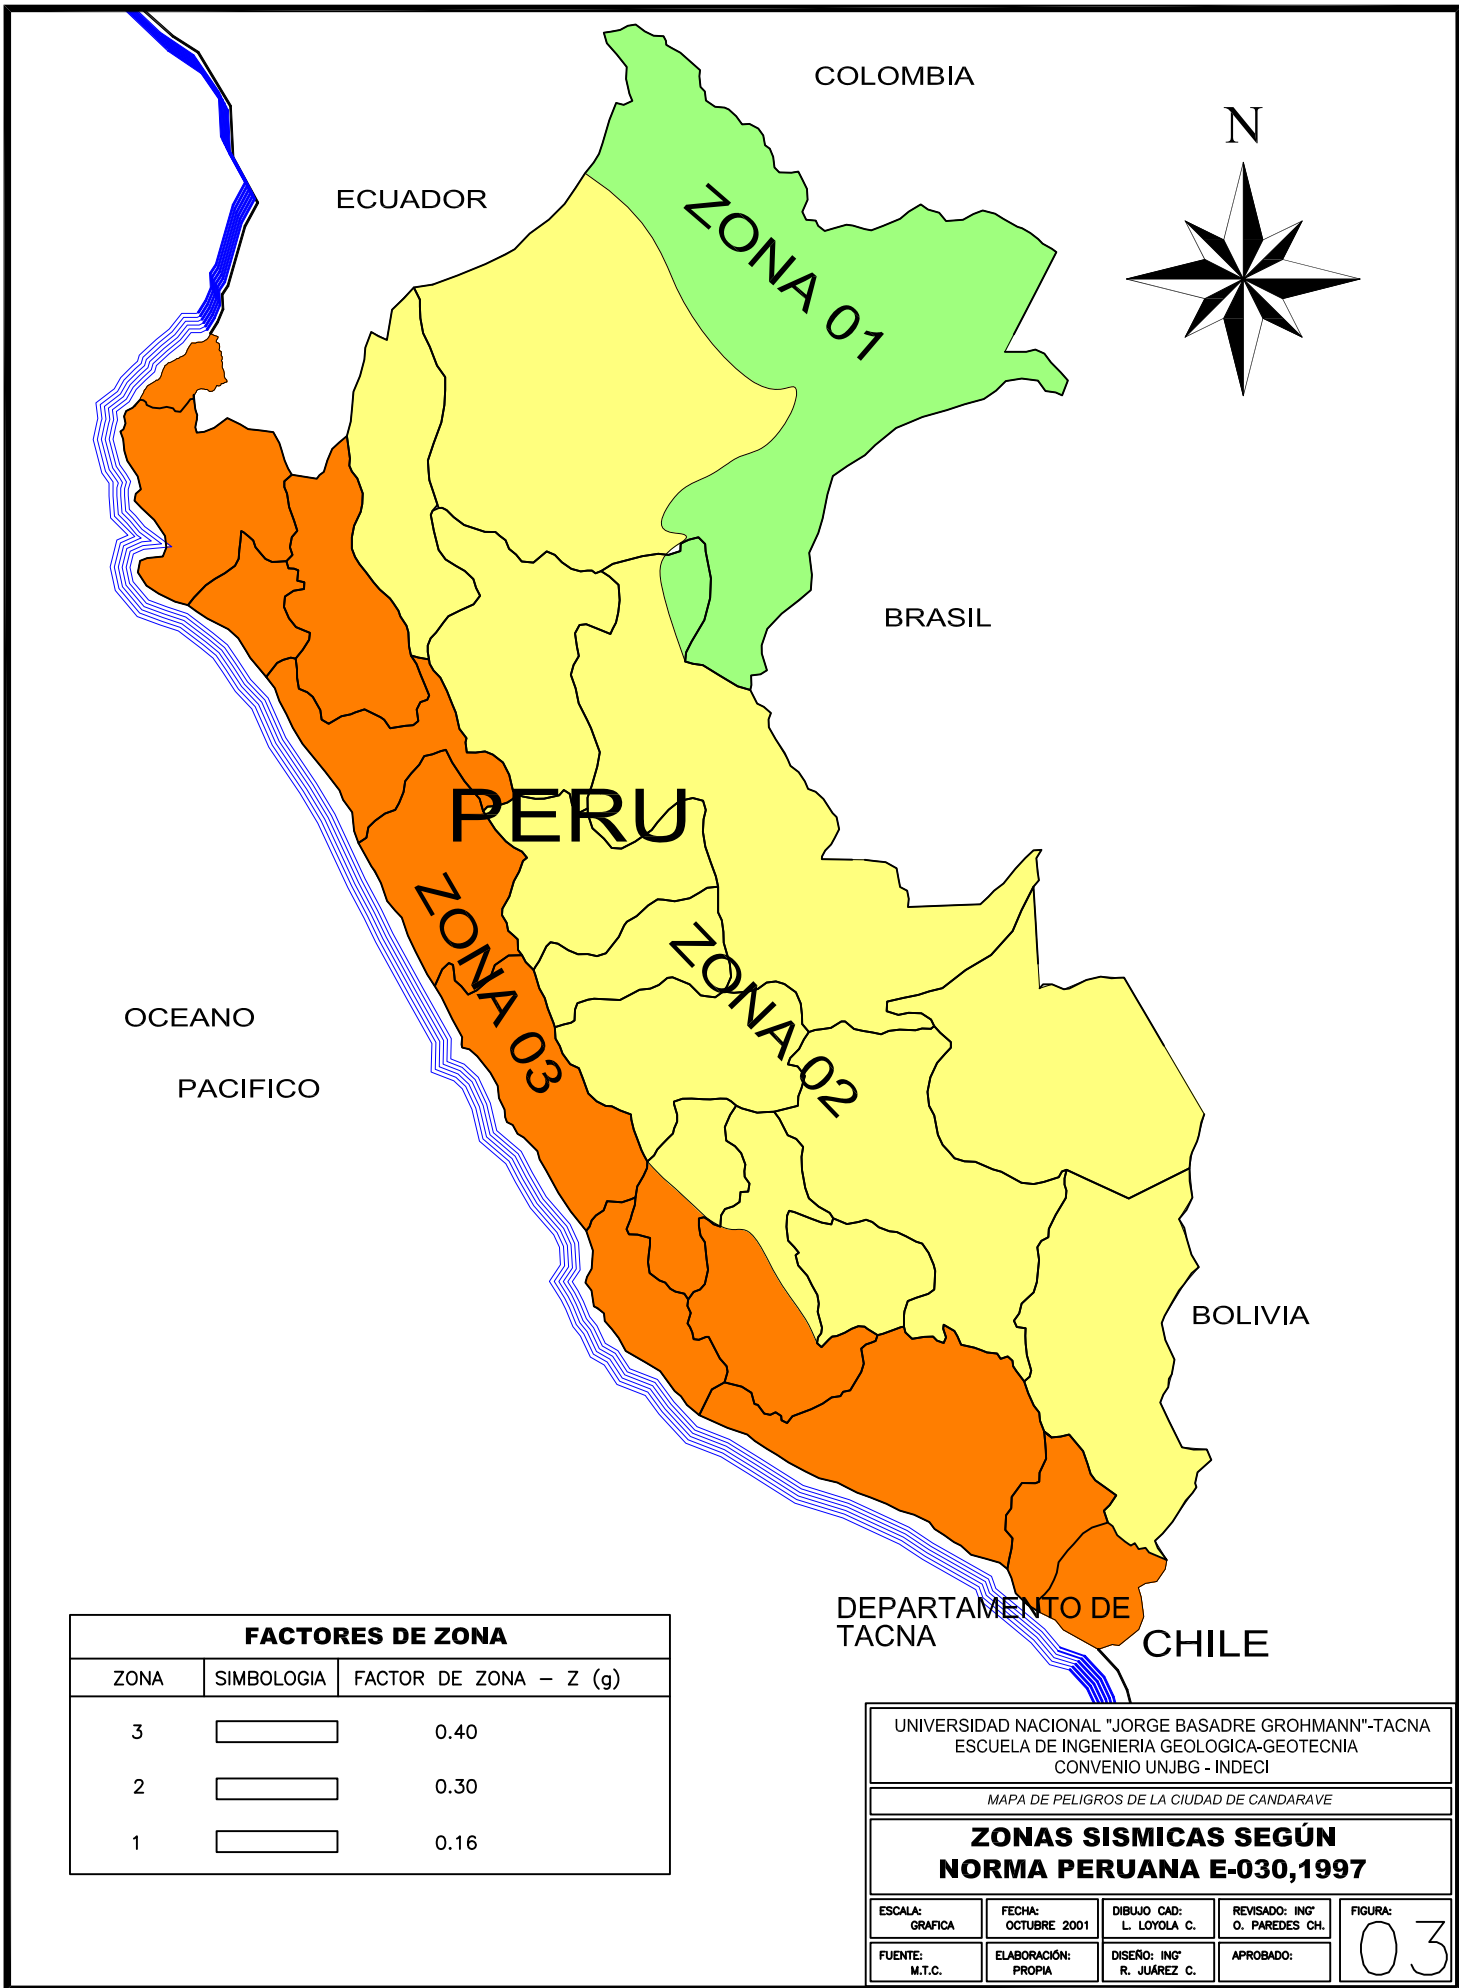 COLOMBIA
N
ECUADOR
ZONA 01
BRASIL
PERU
ZONA 03
ZONA 02
OCEANO
PACIFICO
BOLIVIA
DEPARTAMENTO DE
TACNA
CHILE
FACTORES DE ZONA
ZONA SIMBOLOGIA FACTOR DE ZONA – Z (g)
3 0.40
2 0.30
1 0.16
UNIVERSIDAD NACIONAL "JORGE BASADRE GROHMANN"-TACNA
ESCUELA DE INGENIERIA GEOLOGICA-GEOTECNIA
CONVENIO UNJBG - INDECI
MAPA DE PELIGROS DE LA CIUDAD DE CANDARAVE
ZONAS SISMICAS SEGÚN
NORMA PERUANA E-030,1997
ESCALA:
GRAFICA
FECHA:
OCTUBRE 2001
DIBUJO CAD:
L. LOYOLA C.
REVISADO: ING°
O. PAREDES CH.
FIGURA:
03
FUENTE:
M.T.C.
ELABORACIÓN:
PROPIA
DISEÑO: ING°
R. JUÁREZ C.
APROBADO: